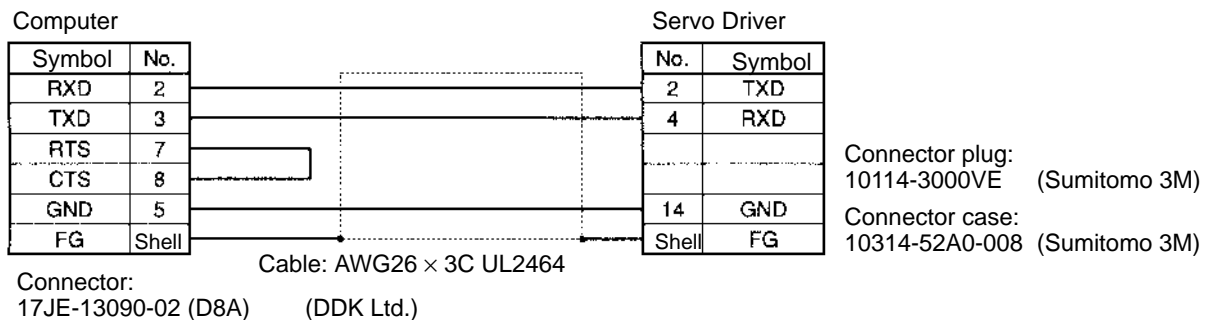 Computer Servo Driver
Symbol No. No. Symbol
RXD 2 2 TXD
TXD 3 4 RXD
RTS 7
CTS 8
GND 5 14 GND
FG Shell Shell FG
Connector plug:
10114-3000VE (Sumitomo 3M)
Connector case:
10314-52A0-008 (Sumitomo 3M)
Cable: AWG26 × 3C UL2464
Connector:
17JE-13090-02 (D8A) (DDK Ltd.)